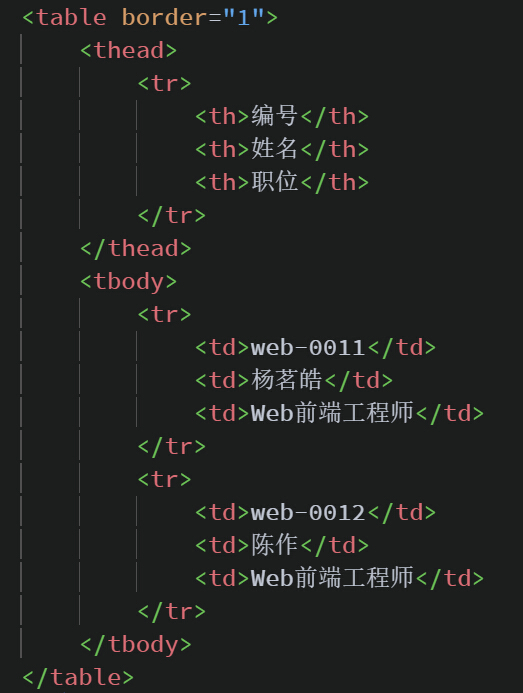 <table border="1">
    <thead>
        <tr>
            <th>编号</th>
            <th>姓名</th>
            <th>职位</th>
        </tr>
    </thead>
    <tbody>
        <tr>
            <td>web-0011</td>
            <td>杨茗皓</td>
            <td>Web前端工程师</td>
        </tr>
        <tr>
            <td>web-0012</td>
            <td>陈作</td>
            <td>Web前端工程师</td>
        </tr>
    </tbody>
</table>